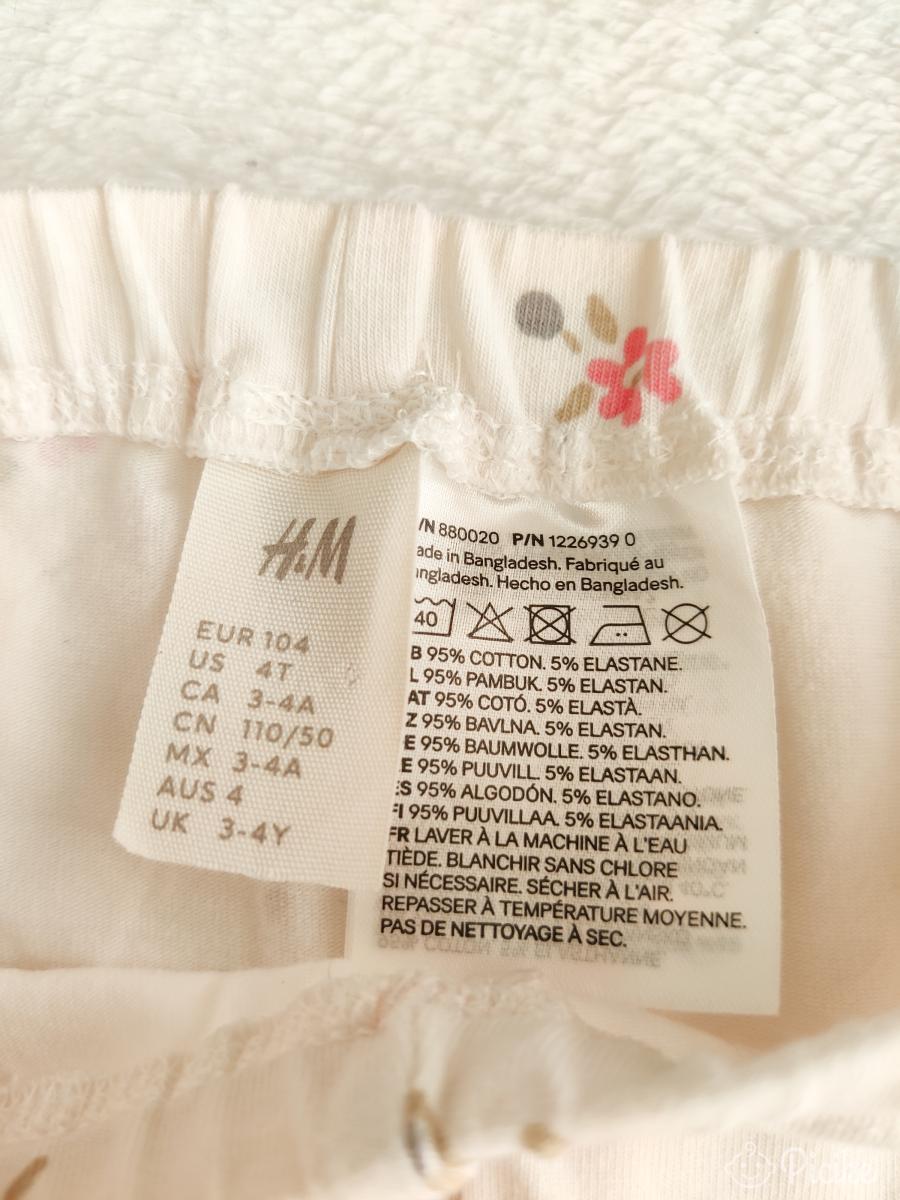 H&M
EUR 104
US 4T
CA 3-4A
CN 110/50
MX 3-4A
AUS 4
UK 3-4Y
/N 880020 P/N 1226939 0
ade in Bangladesh. Fabriqué au
ngladesh. Hecho en Bangladesh.
40
B 95% COTTON. 5% ELASTANE.
L 95% PAMBUK. 5% ELASTAN.
AT 95% COTÓ. 5% ELASTÀ.
Z 95% BAVLNA. 5% ELASTAN.
E 95% BAUMWOLLE. 5% ELASTHAN.
E 95% PUUVILL. 5% ELASTAAN.
ES 95% ALGODÓN. 5% ELASTANO.
FI 95% PUUVILLAA. 5% ELASTAANIA.
FR LAVER À LA MACHINE À L'EAU
TIÈDE. BLANCHIR SANS CHLORE
SI NÉCESSAIRE. SÉCHER À L'AIR.
REPASSER À TEMPÉRATURE MOYENNE.
PAS DE NETTOYAGE À SEC.